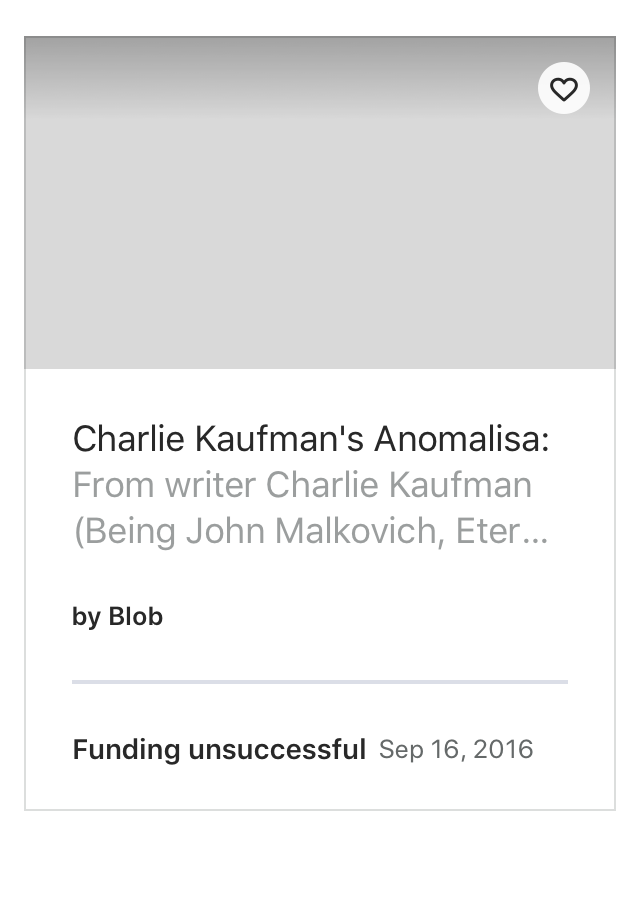 Charlie Kaufman's Anomalisa:
From writer Charlie Kaufman
(Being John Malkovich, Eter...
by Blob
Funding unsuccessful Sep 16, 2016